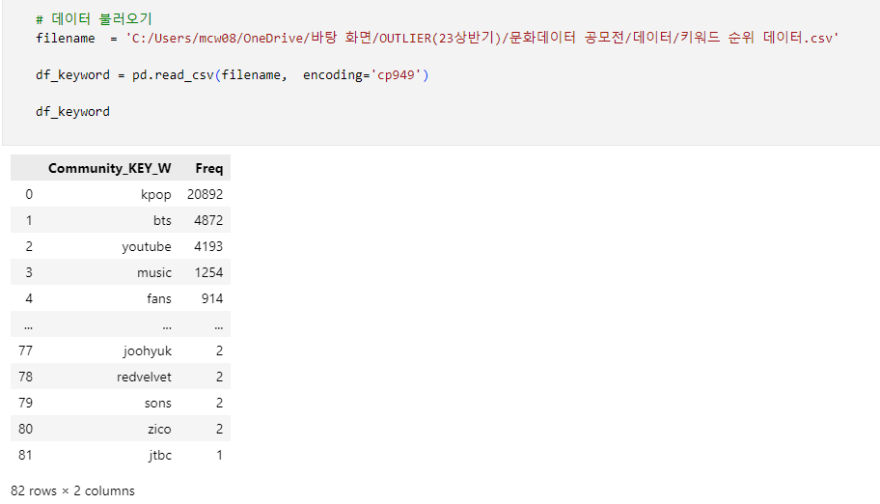 # 데이터 불러오기
filename = 'C:/Users/mcw08/OneDrive/바탕 화면/OUTLIER(23상반기)/문화데이터 공모전/데이터/키워드 순위 데이터.csv'
df_keyword = pd.read_csv(filename, encoding='cp949')
df_keyword
Community_KEY_W Freq
0 kpop 20892
1 bts 4872
2 youtube 4193
3 music 1254
4 fans 914
... ... ...
77 joohyuk 2
78 redvelvet 2
79 sons 2
80 zico 2
81 jtbc 1
82 rows × 2 columns